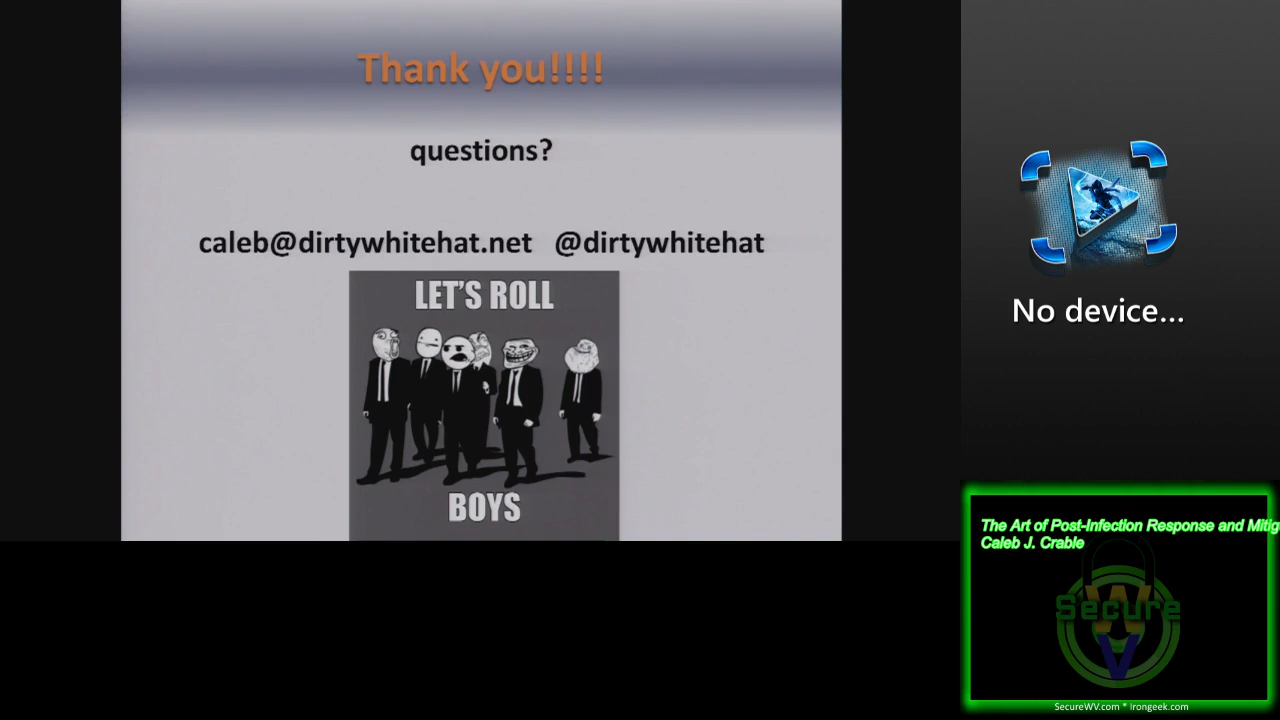 Thank you!!!!
questions?
caleb@dirtywhitehat.net @dirtywhitehat
LET'S ROLL
BOYS
No device...
The Art of Post-Infection Response and Mitig
Caleb J. Crable
Secure
W
V
SecureWV.com * Irongeek.com